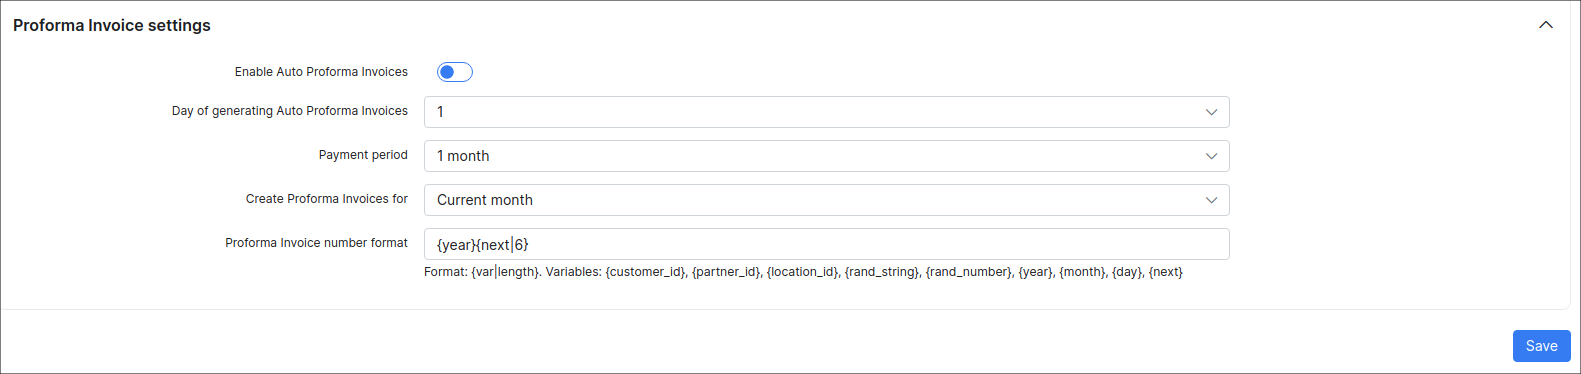 Proforma Invoice settings
Enable Auto Proforma Invoices
Day of generating Auto Proforma Invoices
1
Payment period
1 month
Create Proforma Invoices for
Current month
Proforma Invoice number format
{year}{next|6}
Format: {var|length}. Variables: {customer_id}, {partner_id}, {location_id}, {rand_string}, {rand_number}, {year}, {month}, {day}, {next}
Save